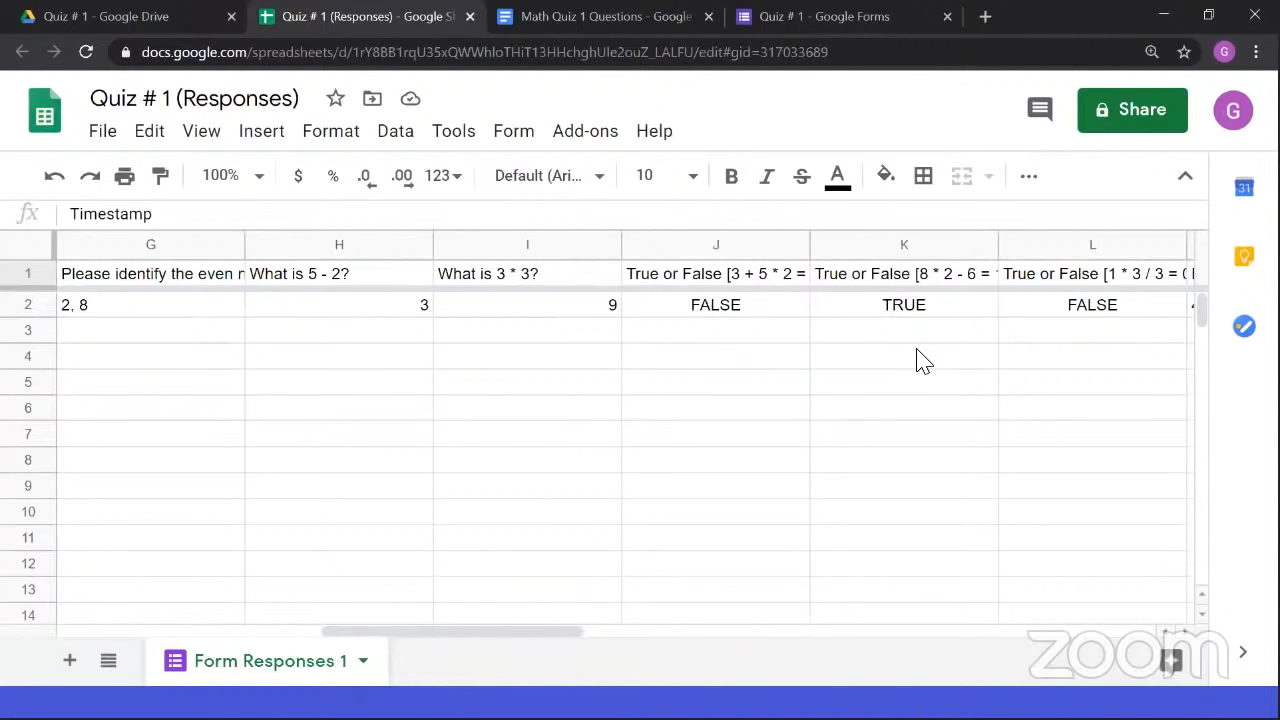 Quiz # 1 - Google Drive
Quiz # 1 (Responses) - Google S
Math Quiz 1 Questions - Google
Quiz # 1 - Google Forms
docs.google.com/spreadsheets/d/1rY8BB1rqU35xQWWhIoTHiT13HHchghUle2ouZ_LALFU/edit#gid=317033689
G
Quiz # 1 (Responses)
Share
G
File Edit View Insert Format Data Tools Form Add-ons Help
100% $ % .0 .00 123 Default (Ari... 10 B I S A ...
31
fx Timestamp
G H I J K L
1 Please identify the even What is 5 - 2? What is 3 * 3? True or False [3 + 5 * 2 = True or False [8 * 2 - 6 = True or False [1 * 3 / 3 =
2 2, 8 3 9 FALSE TRUE FALSE
3
4
5
6
7
8
9
10
11
12
13
14
Form Responses 1
zoom